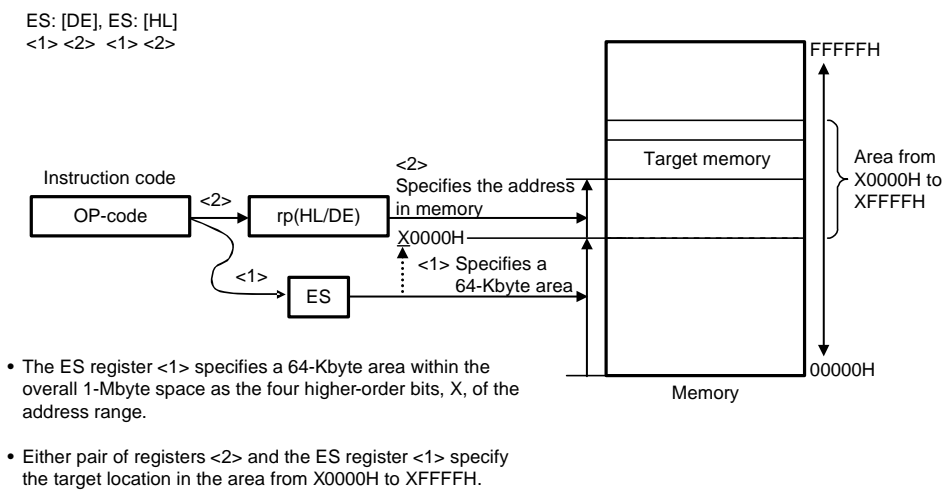 ES: [DE], ES: [HL]
<1> <2> <1> <2>
FFFFFH
Target memory
Area from
X0000H to
XFFFFH
Instruction code
OP-code
<2>
rp(HL/DE)
<2>
Specifies the address
in memory
X0000H
<1>
ES
<1> Specifies a
64-Kbyte area
00000H
Memory
• The ES register <1> specifies a 64-Kbyte area within the
overall 1-Mbyte space as the four higher-order bits, X, of the
address range.
• Either pair of registers <2> and the ES register <1> specify
the target location in the area from X0000H to XFFFFH.